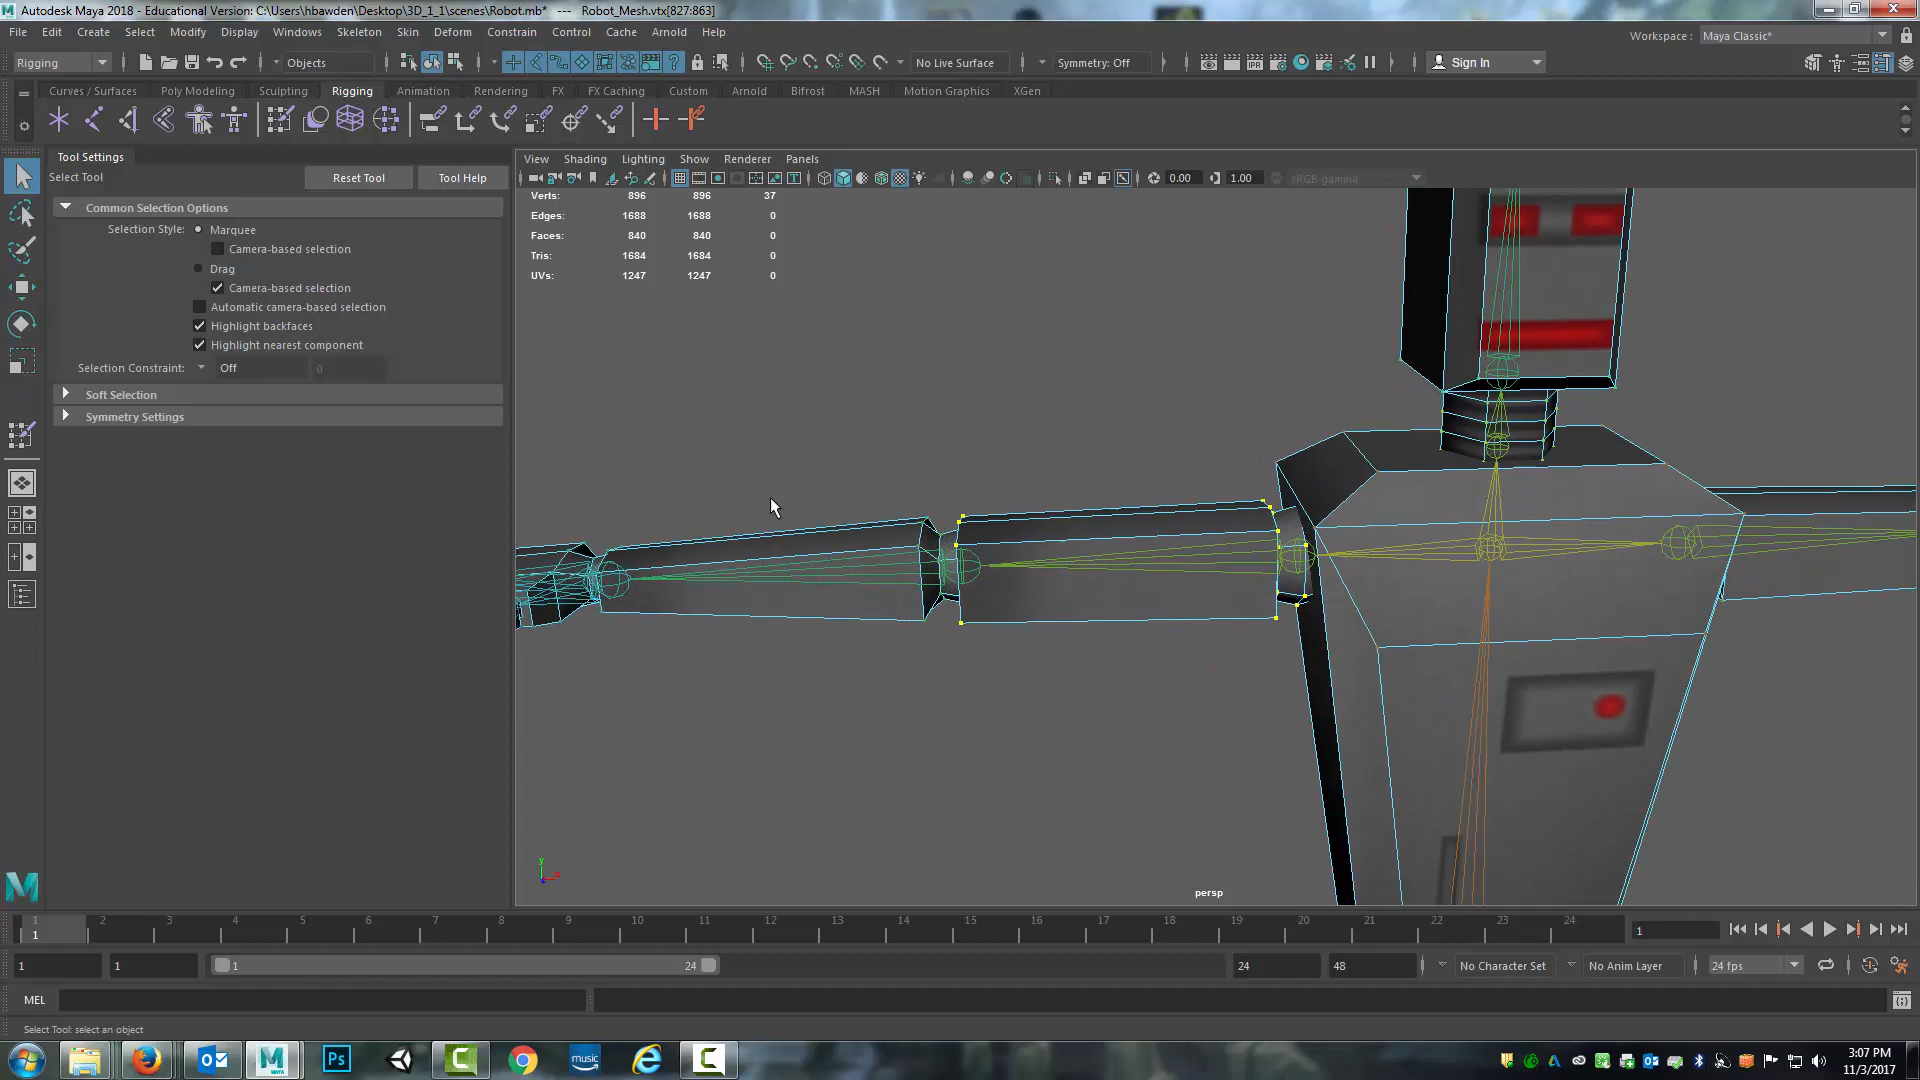 Autodesk Maya 2018 - Educational Version: C:\Users\hbawden\Desktop\3D_1_1\scenes\Robot.mb*   ---   Robot_Mesh.vtx[827:863]
File Edit Create Select Modify Display Windows Skeleton Skin Deform Constrain Control Cache Arnold Help
Workspace : Maya Classic*
Rigging Objects No Live Surface Symmetry: Off Sign In
Curves / Surfaces Poly Modeling Sculpting Rigging Animation Rendering FX FX Caching Custom Arnold Bifrost MASH Motion Graphics XGen
Tool Settings
Select Tool Reset Tool Tool Help
Common Selection Options
Selection Style: Marquee
Camera-based selection
Drag
Camera-based selection
Automatic camera-based selection
Highlight backfaces
Highlight nearest component
Selection Constraint: Off 0
Soft Selection
Symmetry Settings
View Shading Lighting Show Renderer Panels
0.00 1.00 sRGB gamma
Verts: 896 896 37
Edges: 1688 1688 0
Faces: 840 840 0
Tris: 1684 1684 0
UVs: 1247 1247 0
y
x
persp
1 2 3 4 5 6 7 8 9 10 11 12 13 14 15 16 17 18 19 20 21 22 23 24
1 1
1 1 1 24 24 48 No Character Set No Anim Layer 24 fps
MEL
Select Tool: select an object
Ps music
3:07 PM
11/3/2017